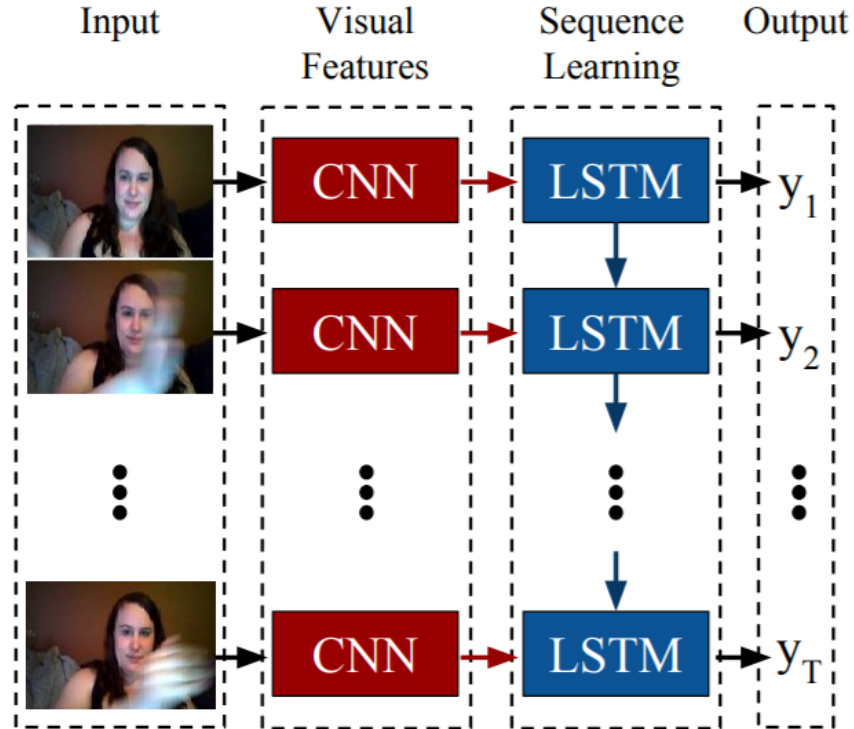 Input
Visual
Features
Sequence
Learning
Output
CNN
LSTM
y1
CNN
LSTM
y2
CNN
LSTM
yT